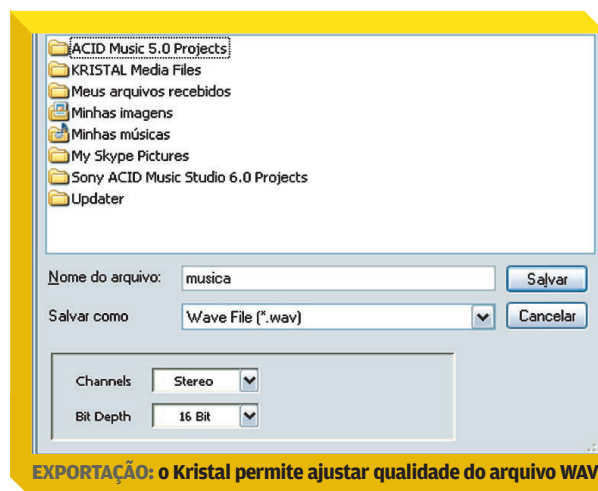 ACID Music 5.0 Projects
KRISTAL Media Files
Meus arquivos recebidos
Minhas imagens
Minhas músicas
My Skype Pictures
Sony ACID Music Studio 6.0 Projects
Updater
Nome do arquivo: musica Salvar
Salvar como Wave File (*.wav) Cancelar
Channels Stereo
Bit Depth 16 Bit
EXPORTAÇÃO: o Kristal permite ajustar qualidade do arquivo WAV